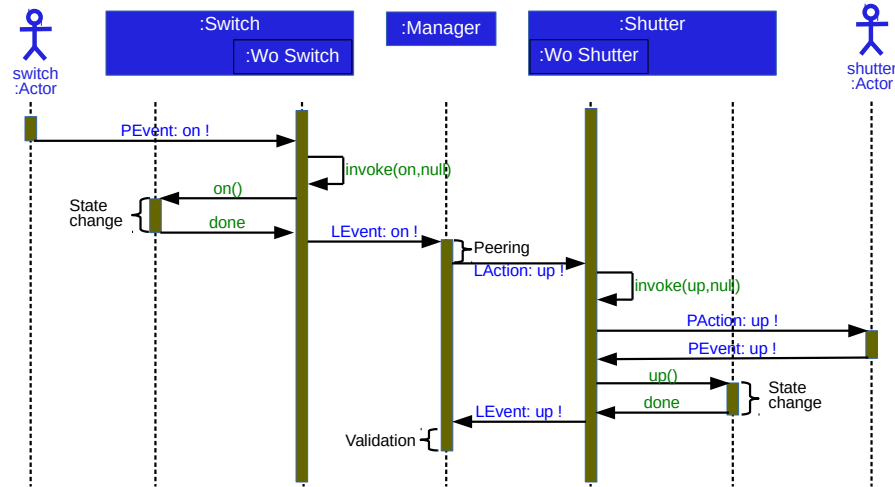 :Switch
:Manager
:Shutter
:Wo Switch
:Wo Shutter
switch
:Actor
shutter
:Actor
PEvent: on !
invoke(on,null)
on()
State
change
done
LEvent: on !
Peering
LAction: up !
invoke(up,null)
PAction: up !
PEvent: up !
up()
State
change
done
LEvent: up !
Validation